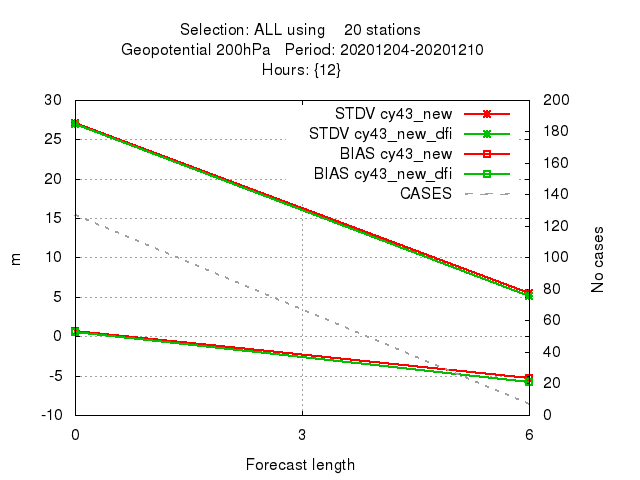 Selection: ALL using    20 stations
Geopotential 200hPa   Period: 20201204-20201210
Hours: {12}
STDV cy43_new
STDV cy43_new_dfi
BIAS cy43_new
BIAS cy43_new_dfi
CASES
30
25
20
15
10
5
0
-5
-10
m
200
180
160
140
120
100
80
60
40
20
0
No cases
0 3 6
Forecast length